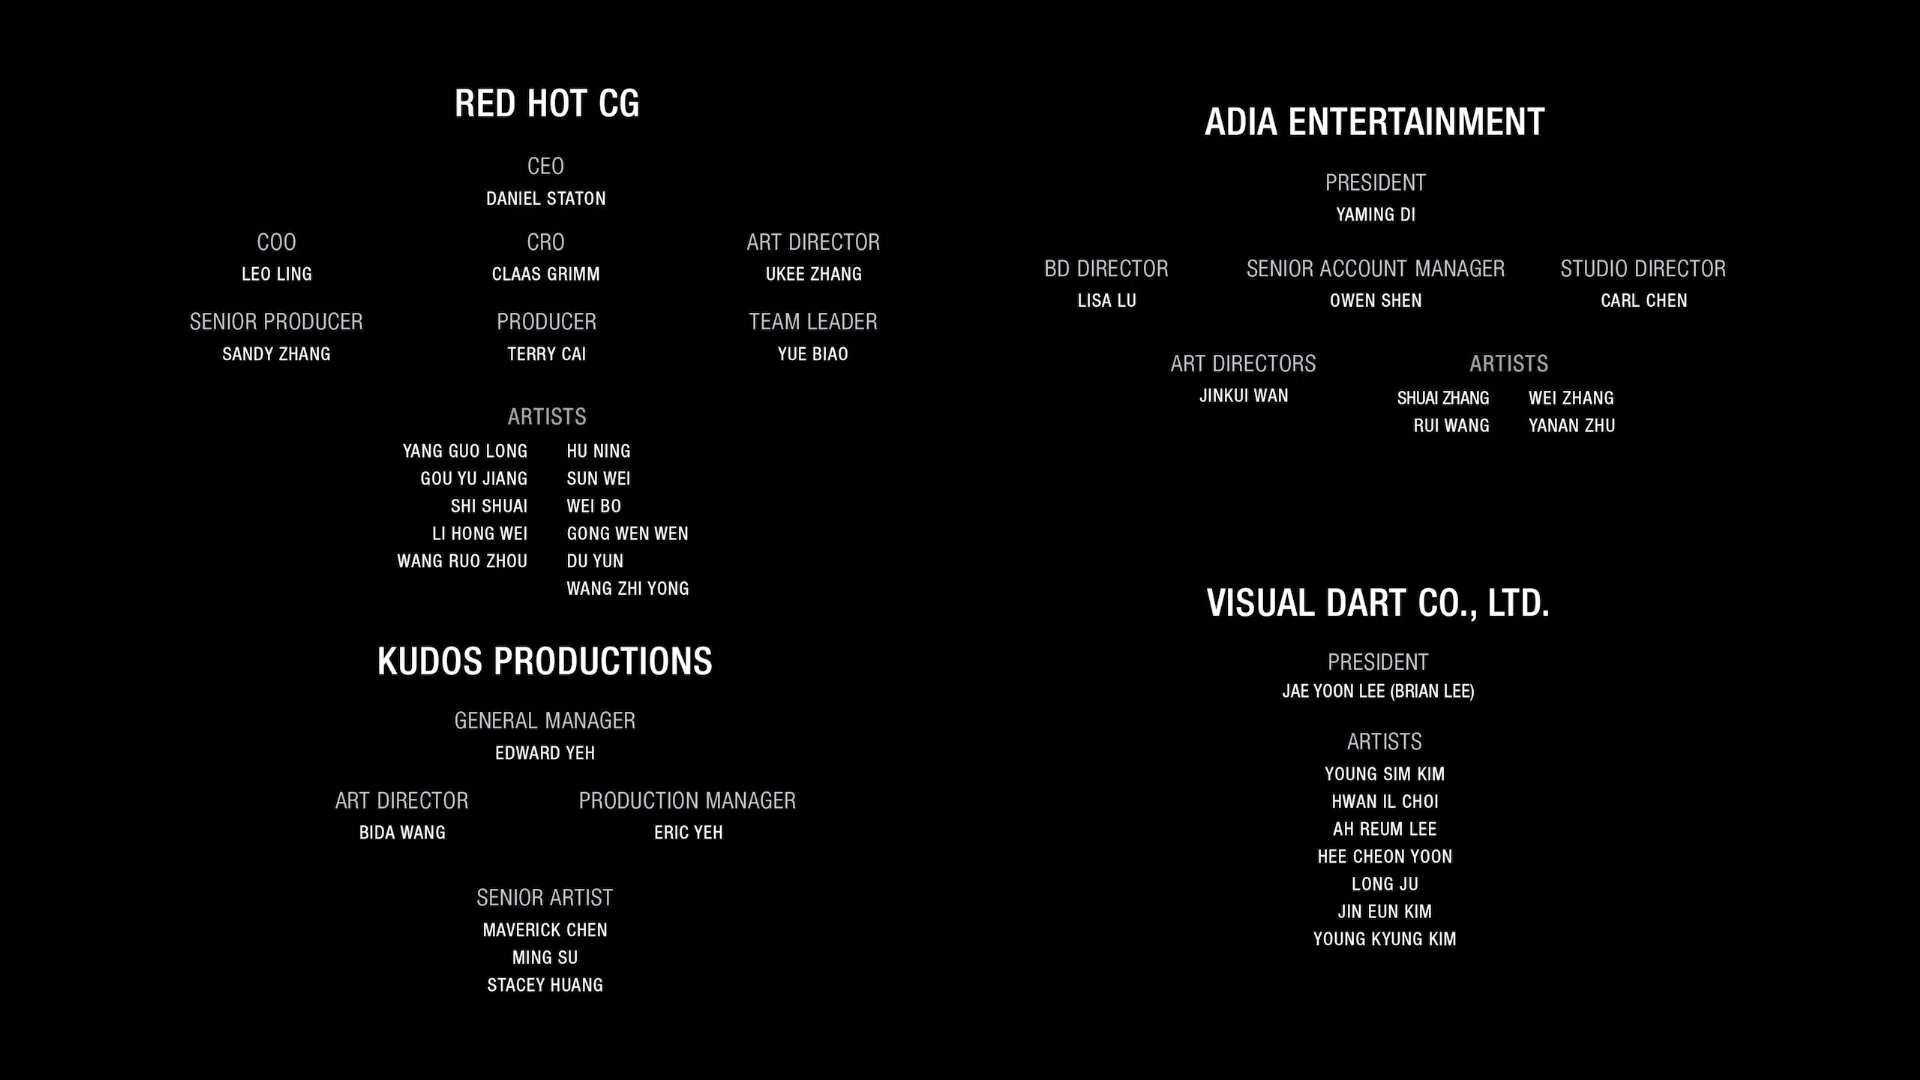 RED HOT CG
CEO
DANIEL STATON
COO CRO ART DIRECTOR
LEO LING CLAAS GRIMM UKEE ZHANG
SENIOR PRODUCER PRODUCER TEAM LEADER
SANDY ZHANG TERRY CAI YUE BIAO
ARTISTS
YANG GUO LONG HU NING
GOU YU JIANG SUN WEI
SHI SHUAI WEI BO
LI HONG WEI GONG WEN WEN
WANG RUO ZHOU DU YUN
WANG ZHI YONG
KUDOS PRODUCTIONS
GENERAL MANAGER
EDWARD YEH
ART DIRECTOR PRODUCTION MANAGER
BIDA WANG ERIC YEH
SENIOR ARTIST
MAVERICK CHEN
MING SU
STACEY HUANG
ADIA ENTERTAINMENT
PRESIDENT
YAMING DI
BD DIRECTOR SENIOR ACCOUNT MANAGER STUDIO DIRECTOR
LISA LU OWEN SHEN CARL CHEN
ART DIRECTORS ARTISTS
JINKUI WAN SHUAI ZHANG WEI ZHANG
RUI WANG YANAN ZHU
VISUAL DART CO., LTD.
PRESIDENT
JAE YOON LEE (BRIAN LEE)
ARTISTS
YOUNG SIM KIM
HWAN IL CHOI
AH REUM LEE
HEE CHEON YOON
LONG JU
JIN EUN KIM
YOUNG KYUNG KIM